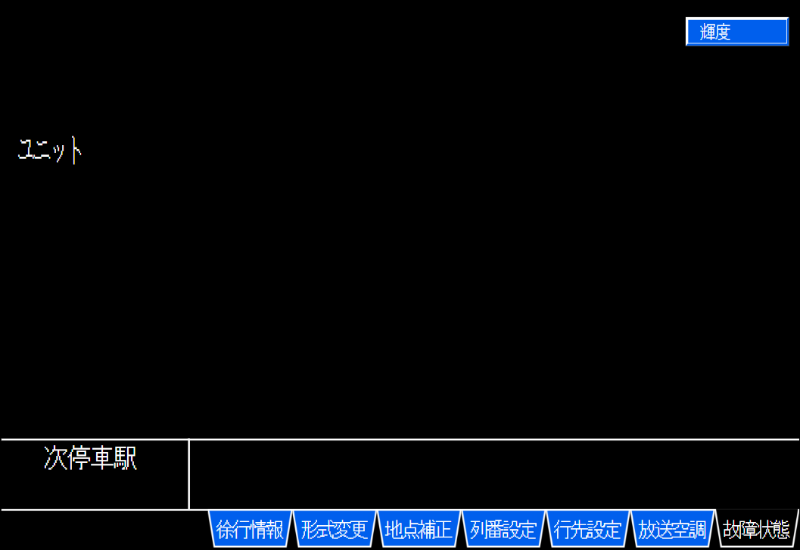 輝度
ユニット
次停車駅
徐行情報
形式変更
地点補正
列番設定
行先設定
放送空調
故障状態